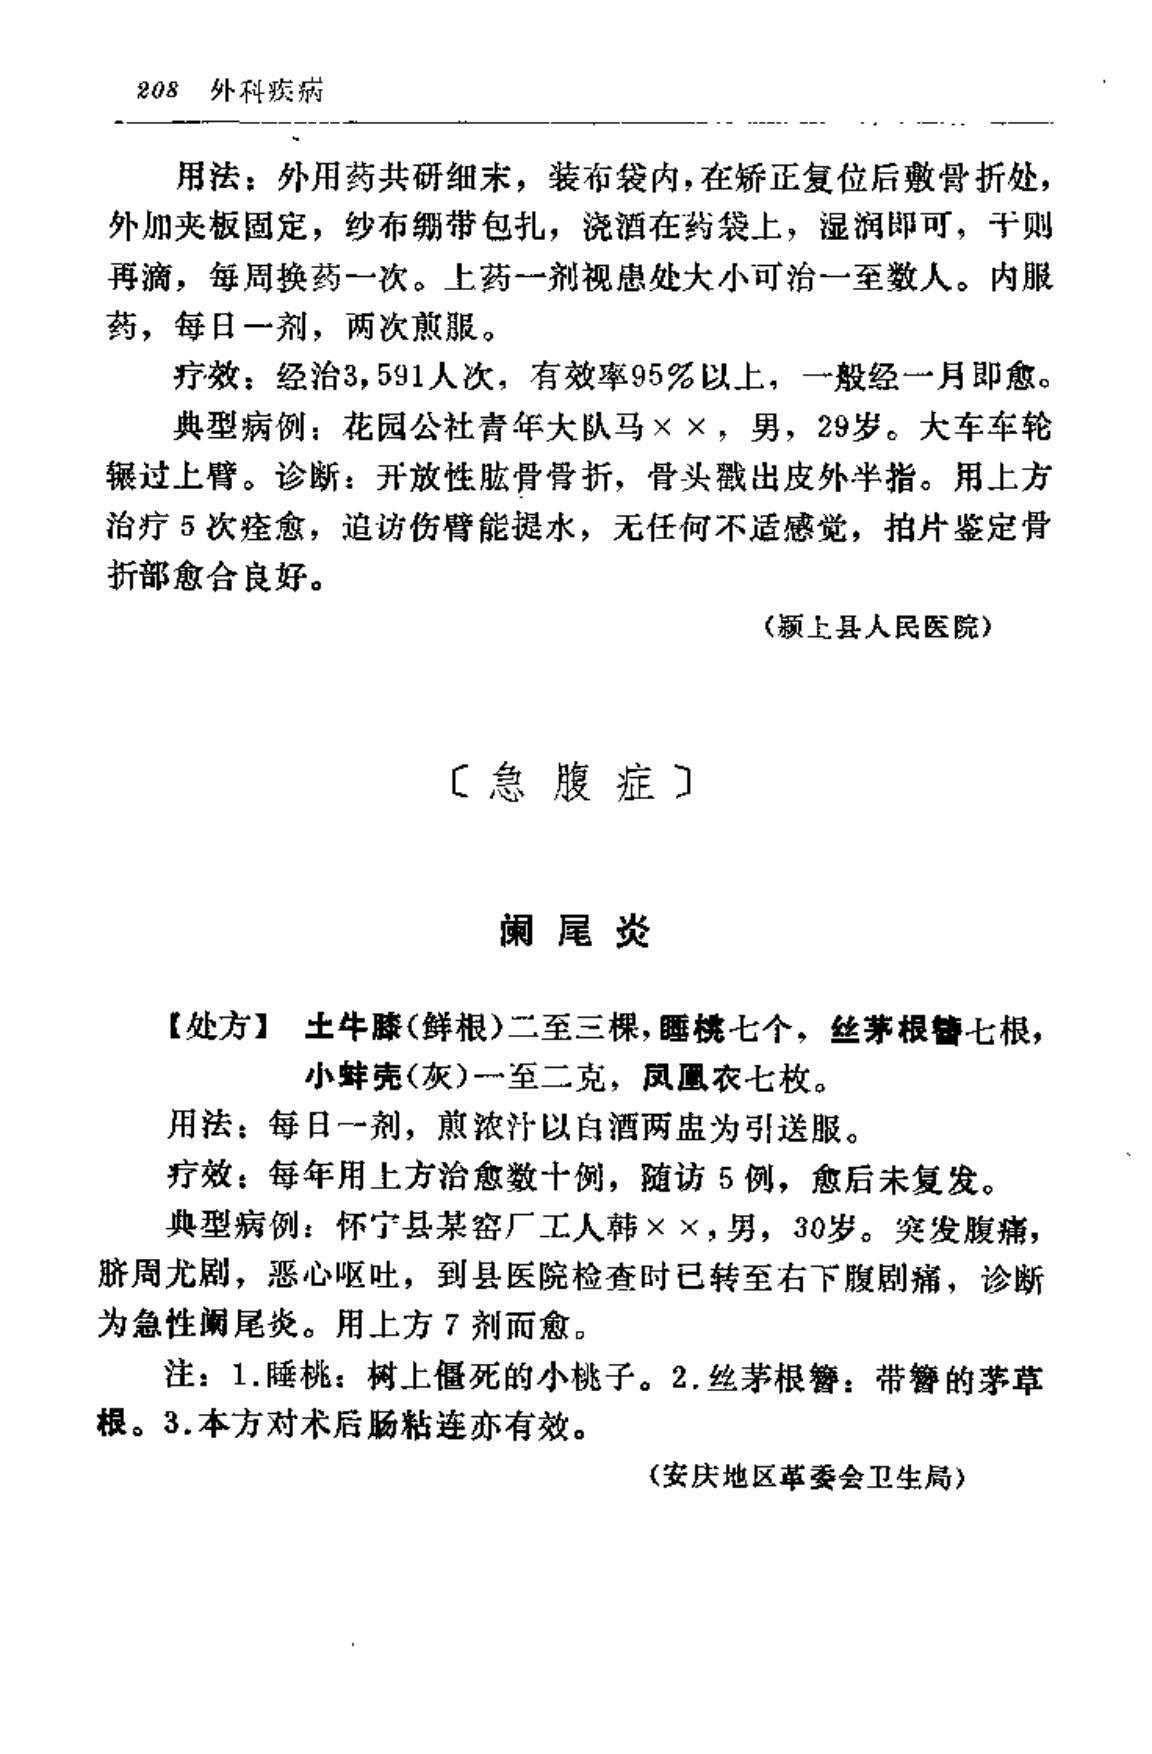 208 外科疾病
用法：外用药共研细末，装布袋内，在矫正复位后敷骨折处，
外加夹板固定，纱布绷带包扎，浇酒在药袋上，湿润即可，干则
再滴，每周换药一次。上药一剂视患处大小可治一至数人。内服
药，每日一剂，两次煎服。
疗效：经治3,591人次，有效率95%以上，一般经一月即愈。
典型病例：花园公社青年大队马××，男，29岁。大车车轮
辗过上臂。诊断：开放性肱骨骨折，骨头戳出皮外半指。用上方
治疗5次痊愈，追访伤臂能提水，无任何不适感觉，拍片鉴定骨
折部愈合良好。
（颍上县人民医院）
〔急腹症〕
阑尾炎
【处方】 土牛膝(鲜根)二至三棵，睡桃七个，丝茅根簪七根，
小蚌壳(灰)一至二克，凤凰衣七枚。
用法：每日一剂，煎浓汁以白酒两盅为引送服。
疗效：每年用上方治愈数十例，随访5例，愈后未复发。
典型病例：怀宁县某窑厂工人韩××，男，30岁。突发腹痛，
脐周尤剧，恶心呕吐，到县医院检查时已转至右下腹剧痛，诊断
为急性阑尾炎。用上方7剂而愈。
注：1.睡桃：树上僵死的小桃子。2.丝茅根簪：带簪的茅草
根。3.本方对术后肠粘连亦有效。
（安庆地区革委会卫生局）